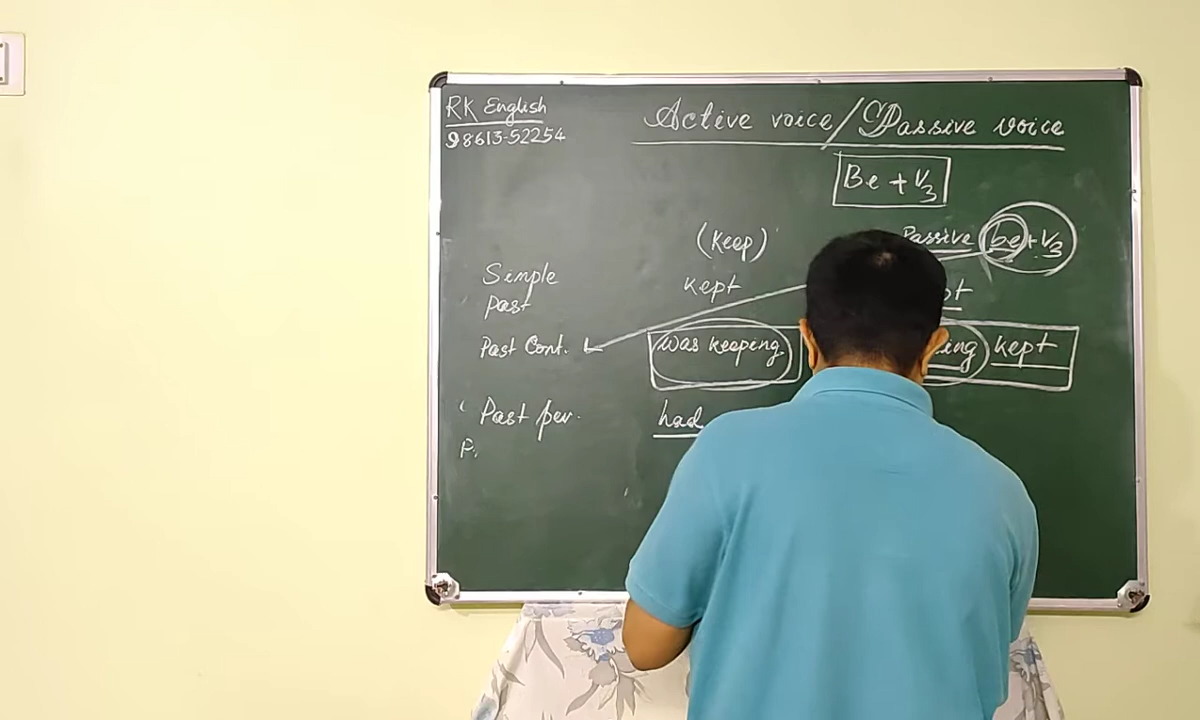 RK English
98613-52254
Active voice/Passive voice
Be + V3
(Keep) Passive be+V3
Simple Past kept
Past Cont. was keeping kept
Past per. had